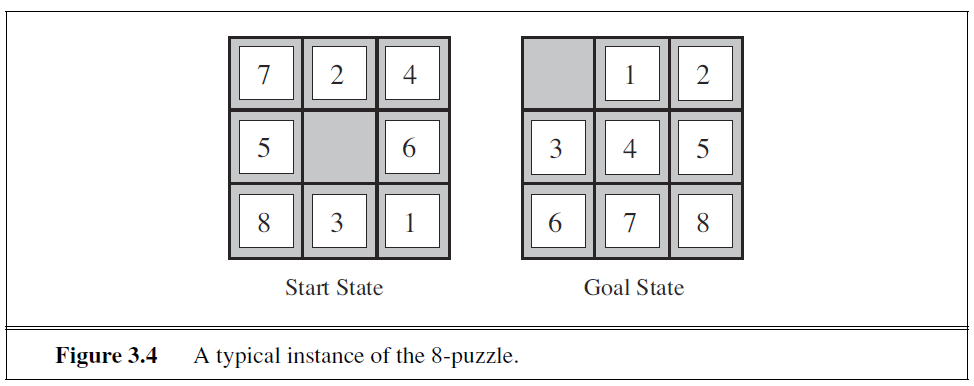 7 2 4
1 2
5 6
3 4 5
8 3 1
6 7 8
Start State
Goal State
Figure 3.4 A typical instance of the 8-puzzle.